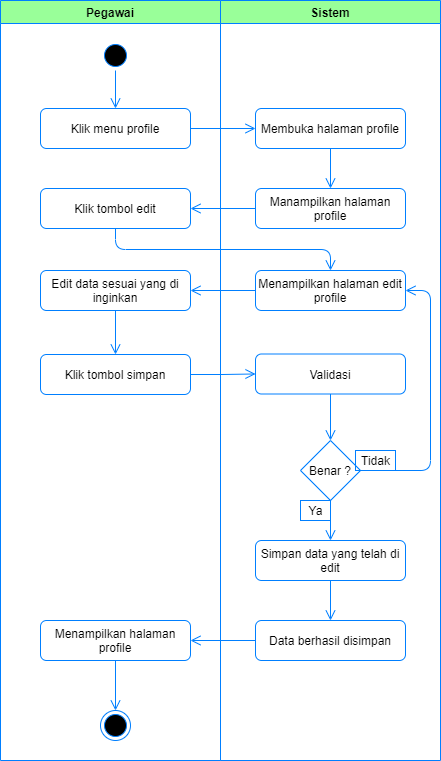 Pegawai
Sistem
Klik menu profile
Membuka halaman profile
Klik tombol edit
Manampilkan halaman
profile
Edit data sesuai yang di
inginkan
Menampilkan halaman edit
profile
Klik tombol simpan
Validasi
Benar ?
Tidak
Ya
Simpan data yang telah di
edit
Menampilkan halaman
profile
Data berhasil disimpan